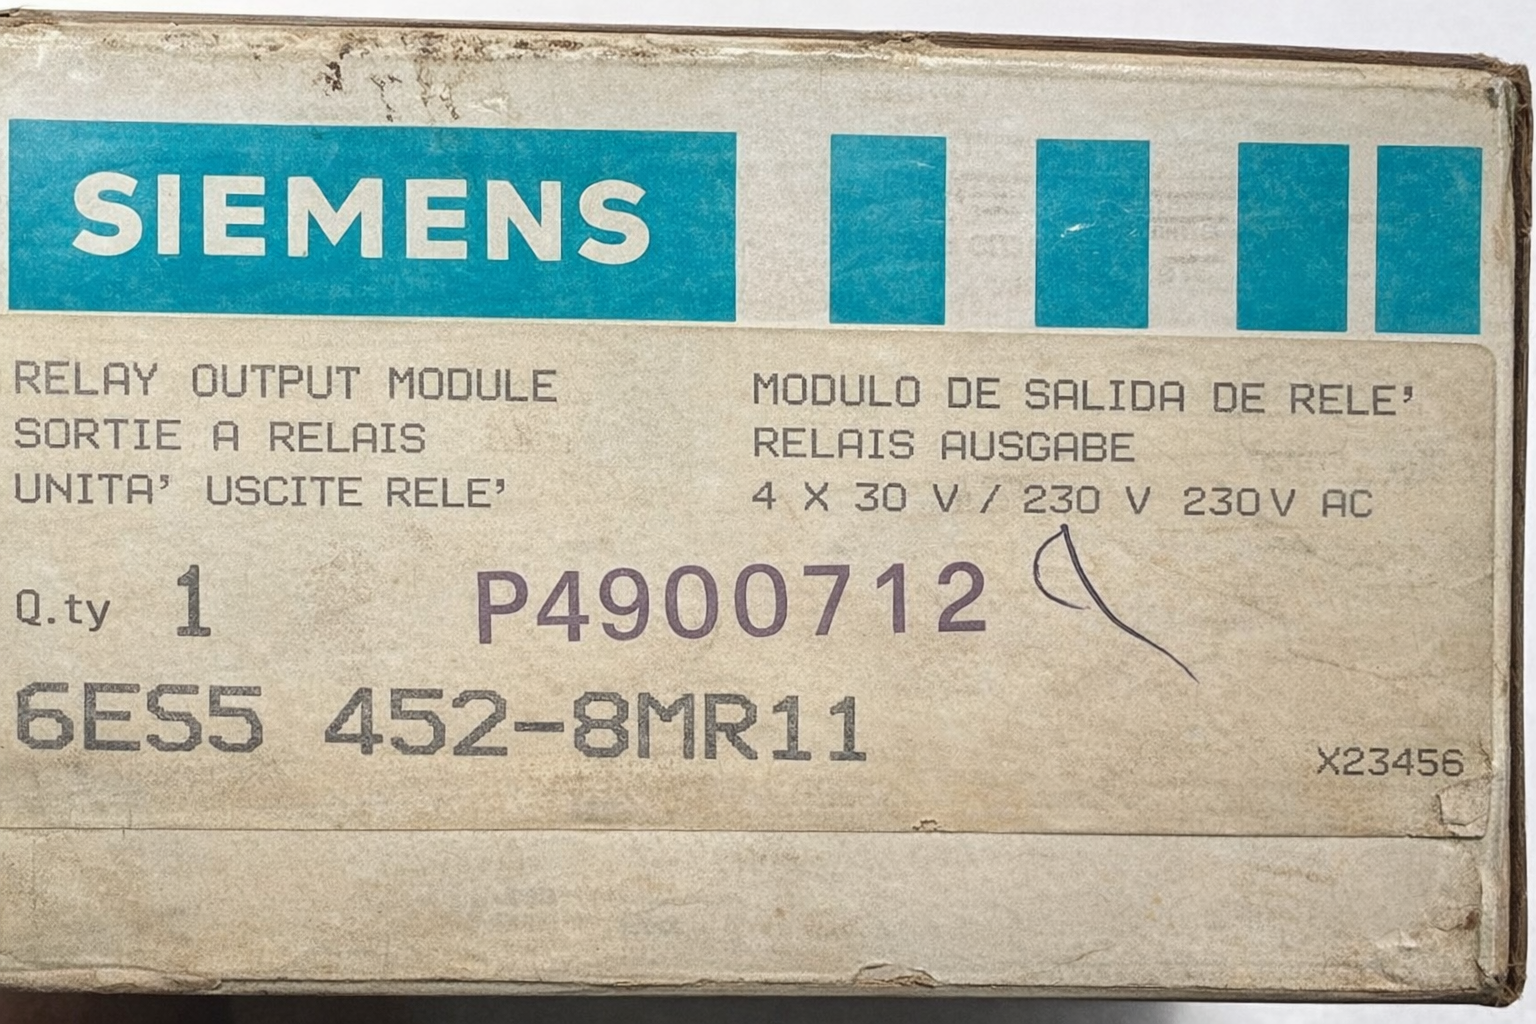 SIEMENS
RELAY OUTPUT MODULE
SORTIE A RELAIS
UNITA' USCITE RELE'
MODULO DE SALIDA DE RELE'
RELAIS AUSGABE
4 X 30 V / 230 V 230V AC
Q.ty 1
P4900712
6ES5 452-8MR11
X23456